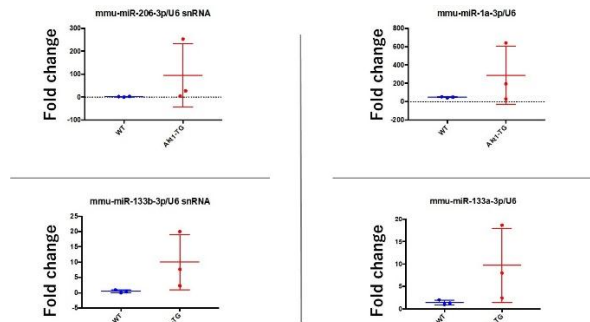 mmu-miR-206-3p/U6 snRNA
Fold change
300
200
100
0
-100
WT
Akt1-TG
mmu-miR-1a-3p/U6
Fold change
800
600
400
200
0
-200
WT
Akt1-TG
mmu-miR-133b-3p/U6 snRNA
Fold change
25
20
15
10
5
0
-5
WT
Akt1-TG
mmu-miR-133a-3p/U6
Fold change
20
15
10
5
0
WT
Akt1-TG